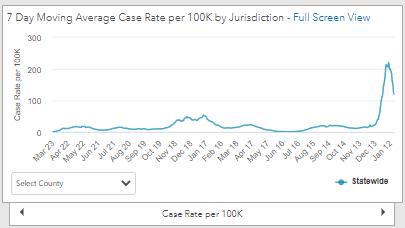 7 Day Moving Average Case Rate per 100K by Jurisdiction - Full Screen View
Case Rate per 100K
300
200
100
0
Mar 23 Apr 22 May 22 Jun 21 Jul 21 Aug 20 Sep 19 Oct 19 Nov 18 Dec 18 Jan 17 Feb 16 Mar 18 Apr 17 May 17 Jun 16 Jul 16 Aug 15 Sep 14 Oct 14 Nov 13 Dec 13 Jan 12
Select County
Statewide
Case Rate per 100K